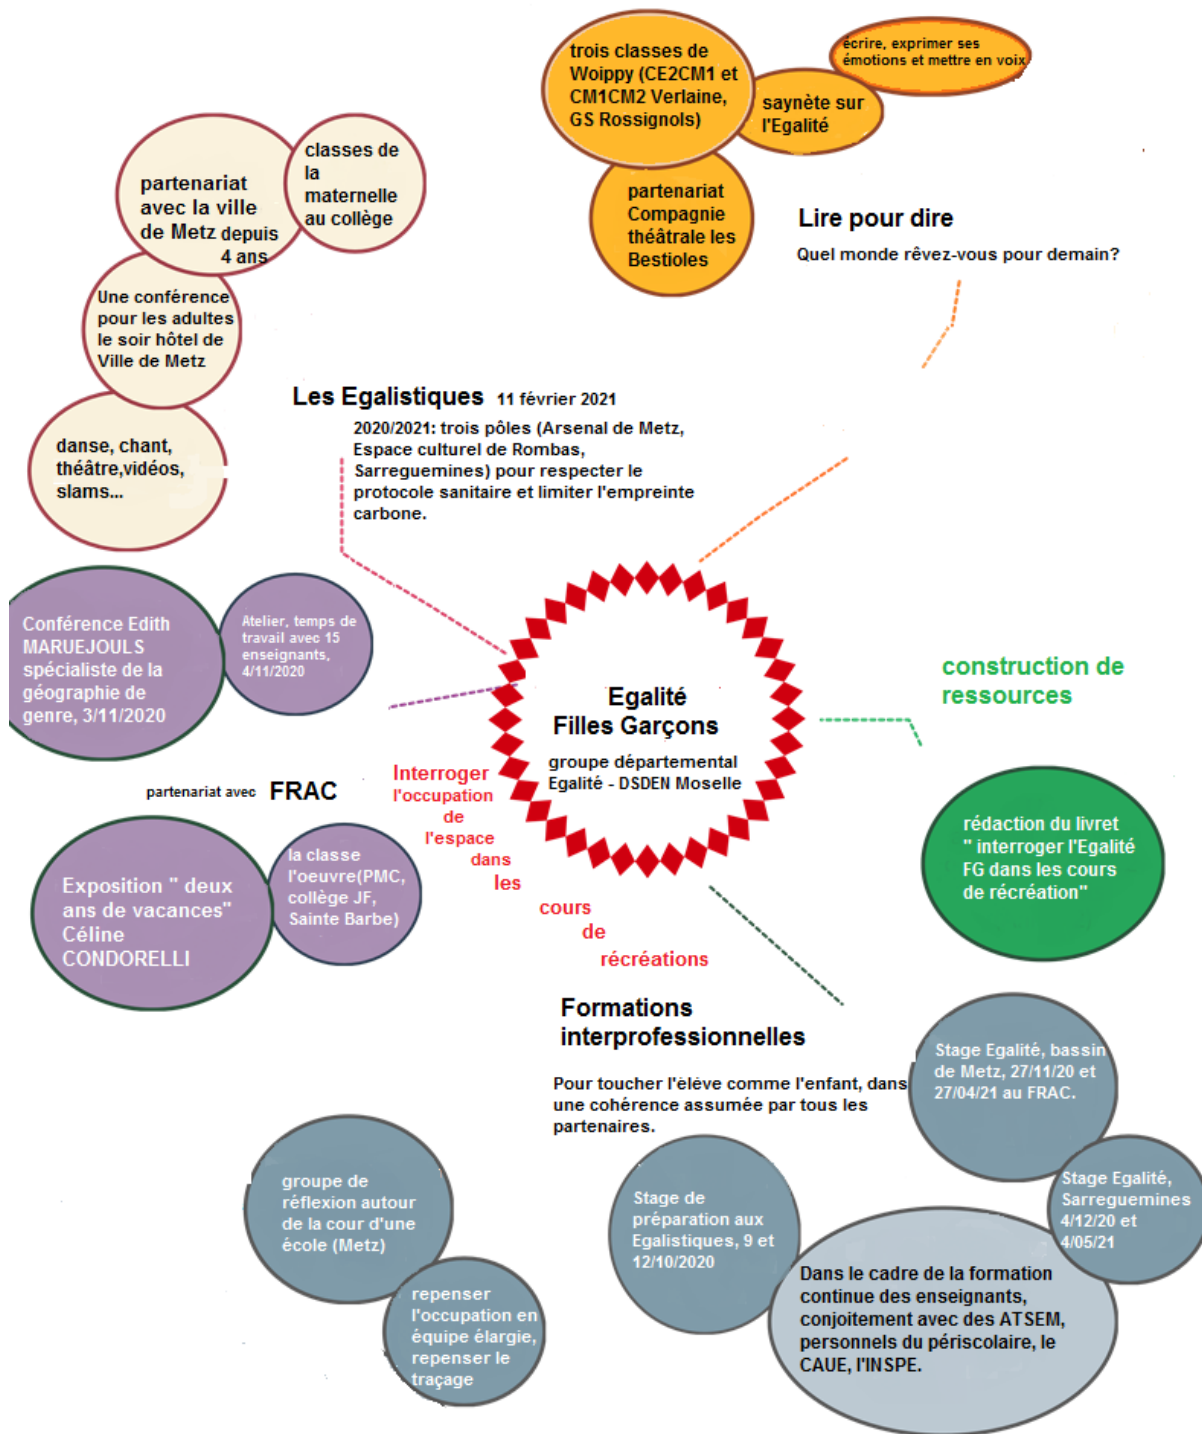 trois classes de
Woippy (CE2CM1 et
CM1CM2 Verlaine,
GS Rossignols)
écrire, exprimer ses
émotions et mettre en voix
saynète sur
l'Egalité
partenariat
Compagnie
théâtrale les
Bestioles
Lire pour dire
Quel monde rêvez-vous pour demain?
classes de
la
maternelle
au collège
partenariat
avec la ville
de Metz depuis
4 ans
Une conférence
pour les adultes
le soir hôtel de
Ville de Metz
danse, chant,
théâtre,vidéos,
slams...
Les Egalistiques 11 février 2021
2020/2021: trois pôles (Arsenal de Metz,
Espace culturel de Rombas,
Sarreguemines) pour respecter le
protocole sanitaire et limiter l'empreinte
carbone.
Conférence Edith
MARUEJOULS
spécialiste de la
géographie de
genre, 3/11/2020
Atelier, temps de
travail avec 15
enseignants,
4/11/2020
partenariat avec FRAC
Exposition " deux
ans de vacances"
Céline
CONDORELLI
la classe
l'oeuvre(PMC,
collège JF,
Sainte Barbe)
Interroger
l'occupation
de
l'espace
dans
les
cours
de
récréations
Egalité
Filles Garçons
groupe départemental
Egalité - DSDEN Moselle
construction de
ressources
rédaction du livret
" interroger l'Egalité
FG dans les cours
de récréation"
Formations
interprofessionnelles
Pour toucher l'èléve comme l'enfant, dans
une cohérence assumée par tous les
partenaires.
Stage Egalité, bassin
de Metz, 27/11/20 et
27/04/21 au FRAC.
Stage Egalité,
Sarreguemines
4/12/20 et
4/05/21
Stage de
préparation aux
Egalistiques, 9 et
12/10/2020
Dans le cadre de la formation
continue des enseignants,
conjoitement avec des ATSEM,
personnels du périscolaire, le
CAUE, l'INSPE.
groupe de
réflexion autour
de la cour d'une
école (Metz)
repenser
l'occupation en
équipe élargie,
repenser le
traçage